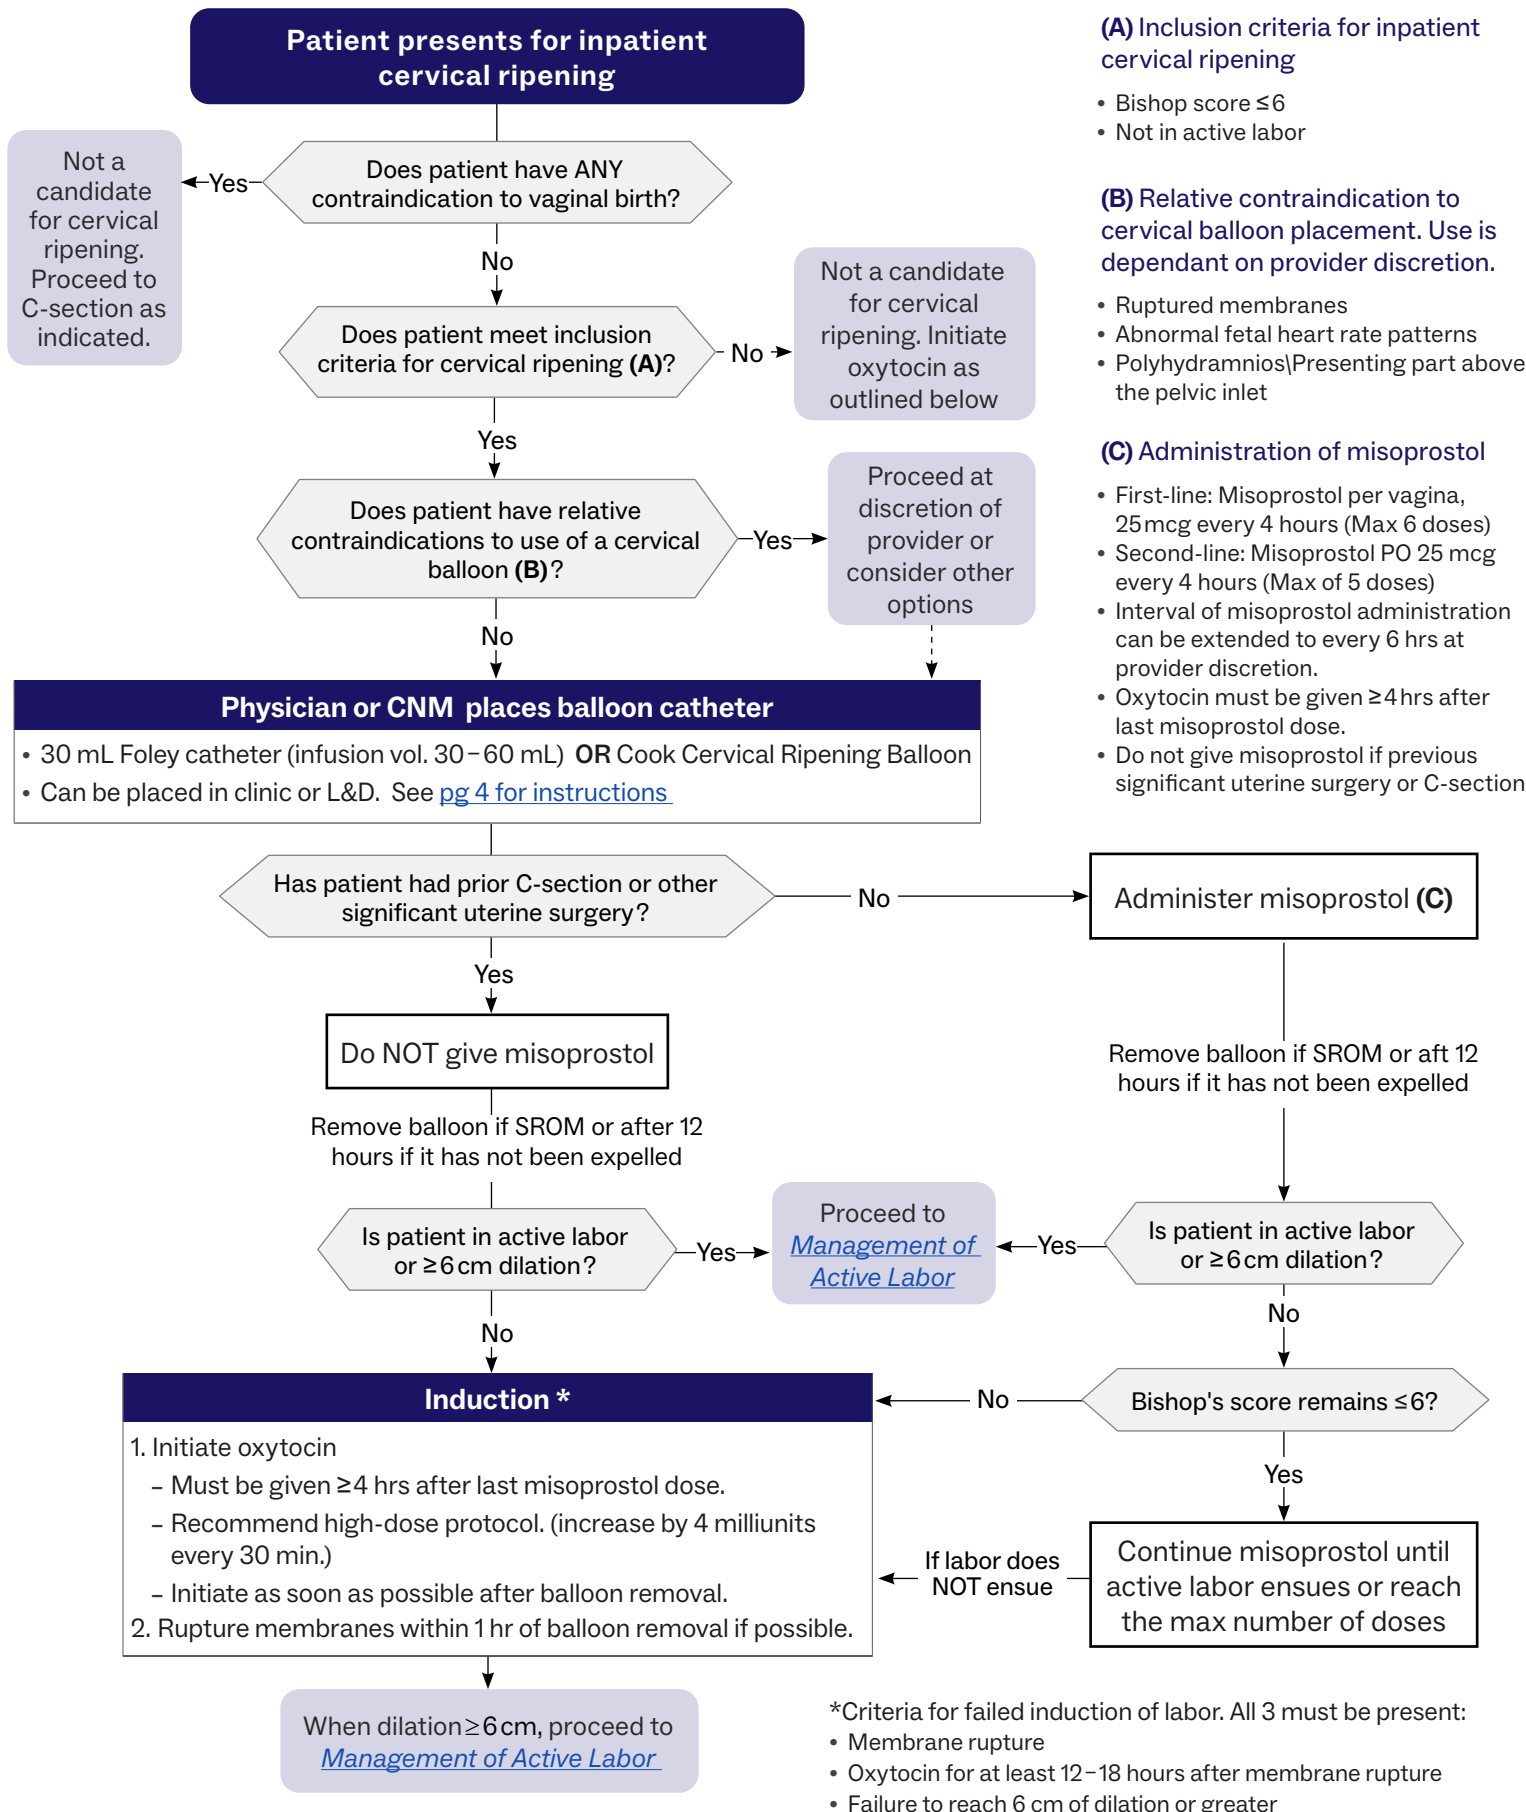 Patient presents for inpatient
cervical ripening
Does patient have ANY
contraindication to vaginal birth?
Yes
Not a
candidate
for cervical
ripening.
Proceed to
C-section as
indicated.
No
Does patient meet inclusion
criteria for cervical ripening (A)?
No
Not a candidate
for cervical
ripening. Initiate
oxytocin as
outlined below
Yes
Does patient have relative
contraindications to use of a cervical
balloon (B)?
Yes
Proceed at
discretion of
provider or
consider other
options
No
Physician or CNM places balloon catheter
• 30 mL Foley catheter (infusion vol. 30–60 mL) OR Cook Cervical Ripening Balloon
• Can be placed in clinic or L&D. See pg 4 for instructions
Has patient had prior C-section or other
significant uterine surgery?
No
Administer misoprostol (C)
Yes
Do NOT give misoprostol
Remove balloon if SROM or after 12
hours if it has not been expelled
Remove balloon if SROM or aft 12
hours if it has not been expelled
Is patient in active labor
or ≥6 cm dilation?
Yes
Proceed to
Management of
Active Labor
Yes
Is patient in active labor
or ≥6 cm dilation?
No
No
Bishop's score remains ≤6?
No
Yes
Continue misoprostol until
active labor ensues or reach
the max number of doses
If labor does
NOT ensue
Induction *
1. Initiate oxytocin
– Must be given ≥4 hrs after last misoprostol dose.
– Recommend high-dose protocol. (increase by 4 milliunits
every 30 min.)
– Initiate as soon as possible after balloon removal.
2. Rupture membranes within 1 hr of balloon removal if possible.
When dilation ≥6 cm, proceed to
Management of Active Labor
(A) Inclusion criteria for inpatient
cervical ripening
• Bishop score ≤6
• Not in active labor
(B) Relative contraindication to
cervical balloon placement. Use is
dependant on provider discretion.
• Ruptured membranes
• Abnormal fetal heart rate patterns
• Polyhydramnios\Presenting part above
the pelvic inlet
(C) Administration of misoprostol
• First-line: Misoprostol per vagina,
25 mcg every 4 hours (Max 6 doses)
• Second-line: Misoprostol PO 25 mcg
every 4 hours (Max of 5 doses)
• Interval of misoprostol administration
can be extended to every 6 hrs at
provider discretion.
• Oxytocin must be given ≥4 hrs after
last misoprostol dose.
• Do not give misoprostol if previous
significant uterine surgery or C-section
*Criteria for failed induction of labor. All 3 must be present:
• Membrane rupture
• Oxytocin for at least 12–18 hours after membrane rupture
• Failure to reach 6 cm of dilation or greater